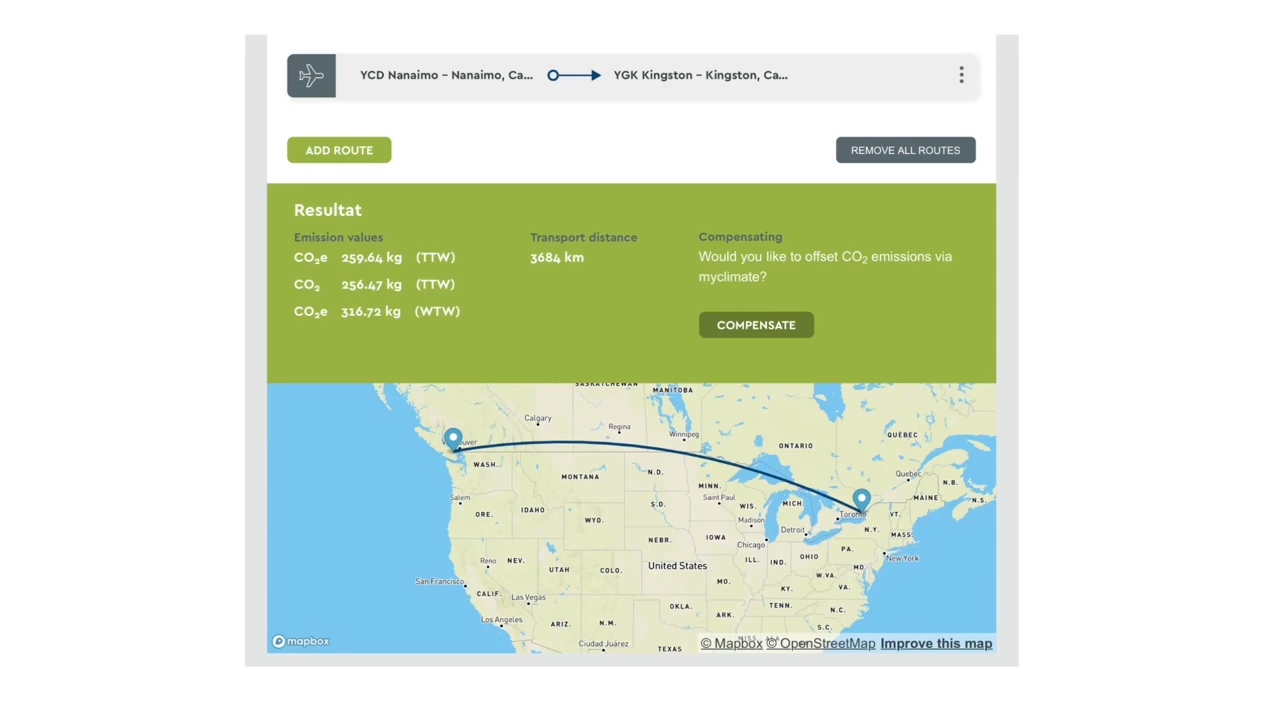 YCD Nanaimo – Nanaimo, Ca... YGK Kingston – Kingston, Ca...
ADD ROUTE REMOVE ALL ROUTES
Resultat
Emission values Transport distance Compensating
CO₂e 259.64 kg (TTW) 3684 km Would you like to offset CO₂ emissions via
myclimate?
CO₂ 256.47 kg (TTW)
CO₂e 316.72 kg (WTW)
COMPENSATE
SASKATCHEWAN
MANITOBA
Calgary
Regina
Winnipeg
ONTARIO
QUÉBEC
WASH.
MONTANA
N.D.
Quebec
N.B.
MINN.
Salem
Saint Paul
MICH.
MAINE
N.S.
ORE.
IDAHO
WYO.
S.D.
WIS.
Madison
Toronto
VT.
Detroit
N.Y.
MASS.
NEBR.
IOWA
Chicago
PA.
Reno
NEV.
UTAH
COLO.
United States
ILL.
IND.
OHIO
MD.
New York
San Francisco
MO.
W.VA.
VA.
CALIF.
Las Vegas
KY.
OKLA.
TENN.
N.C.
Los Angeles
ARIZ.
N.M.
ARK.
S.C.
Ciudad Juárez
TEXAS
MISS.
mapbox
© Mapbox © OpenStreetMap Improve this map